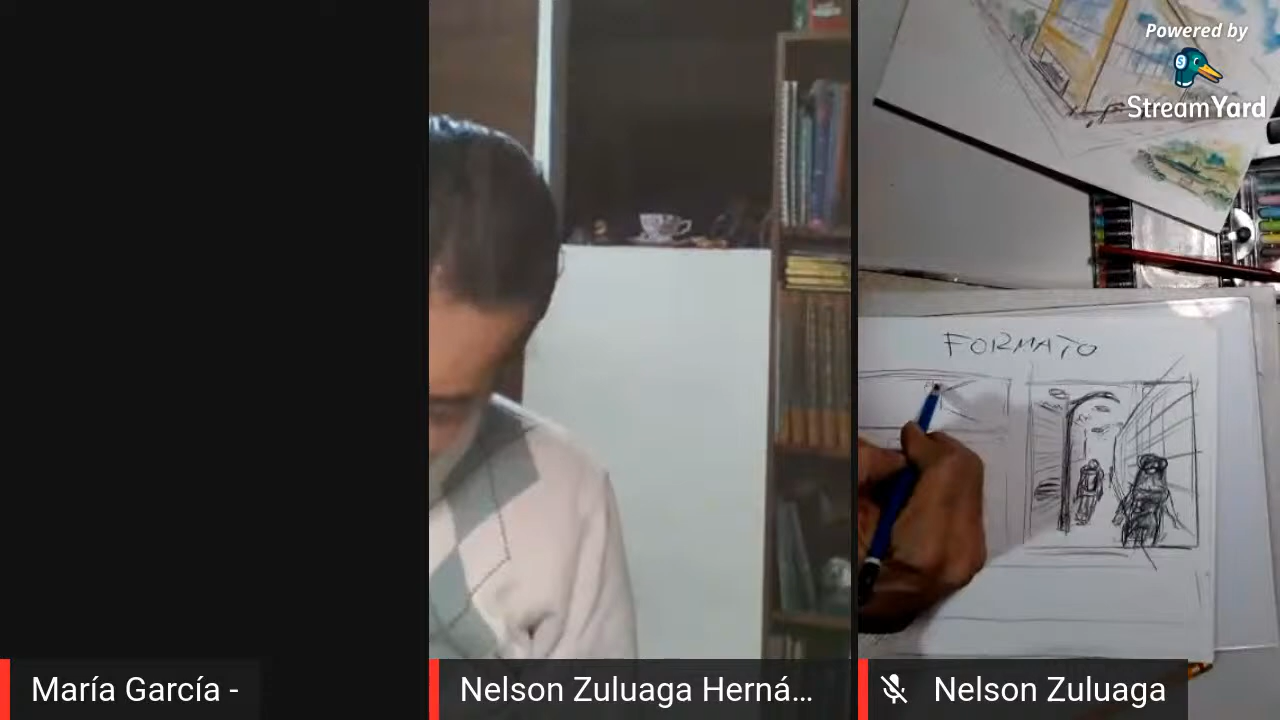 Powered by
StreamYard
FORMATO
María García -
Nelson Zuluaga Herná...
Nelson Zuluaga